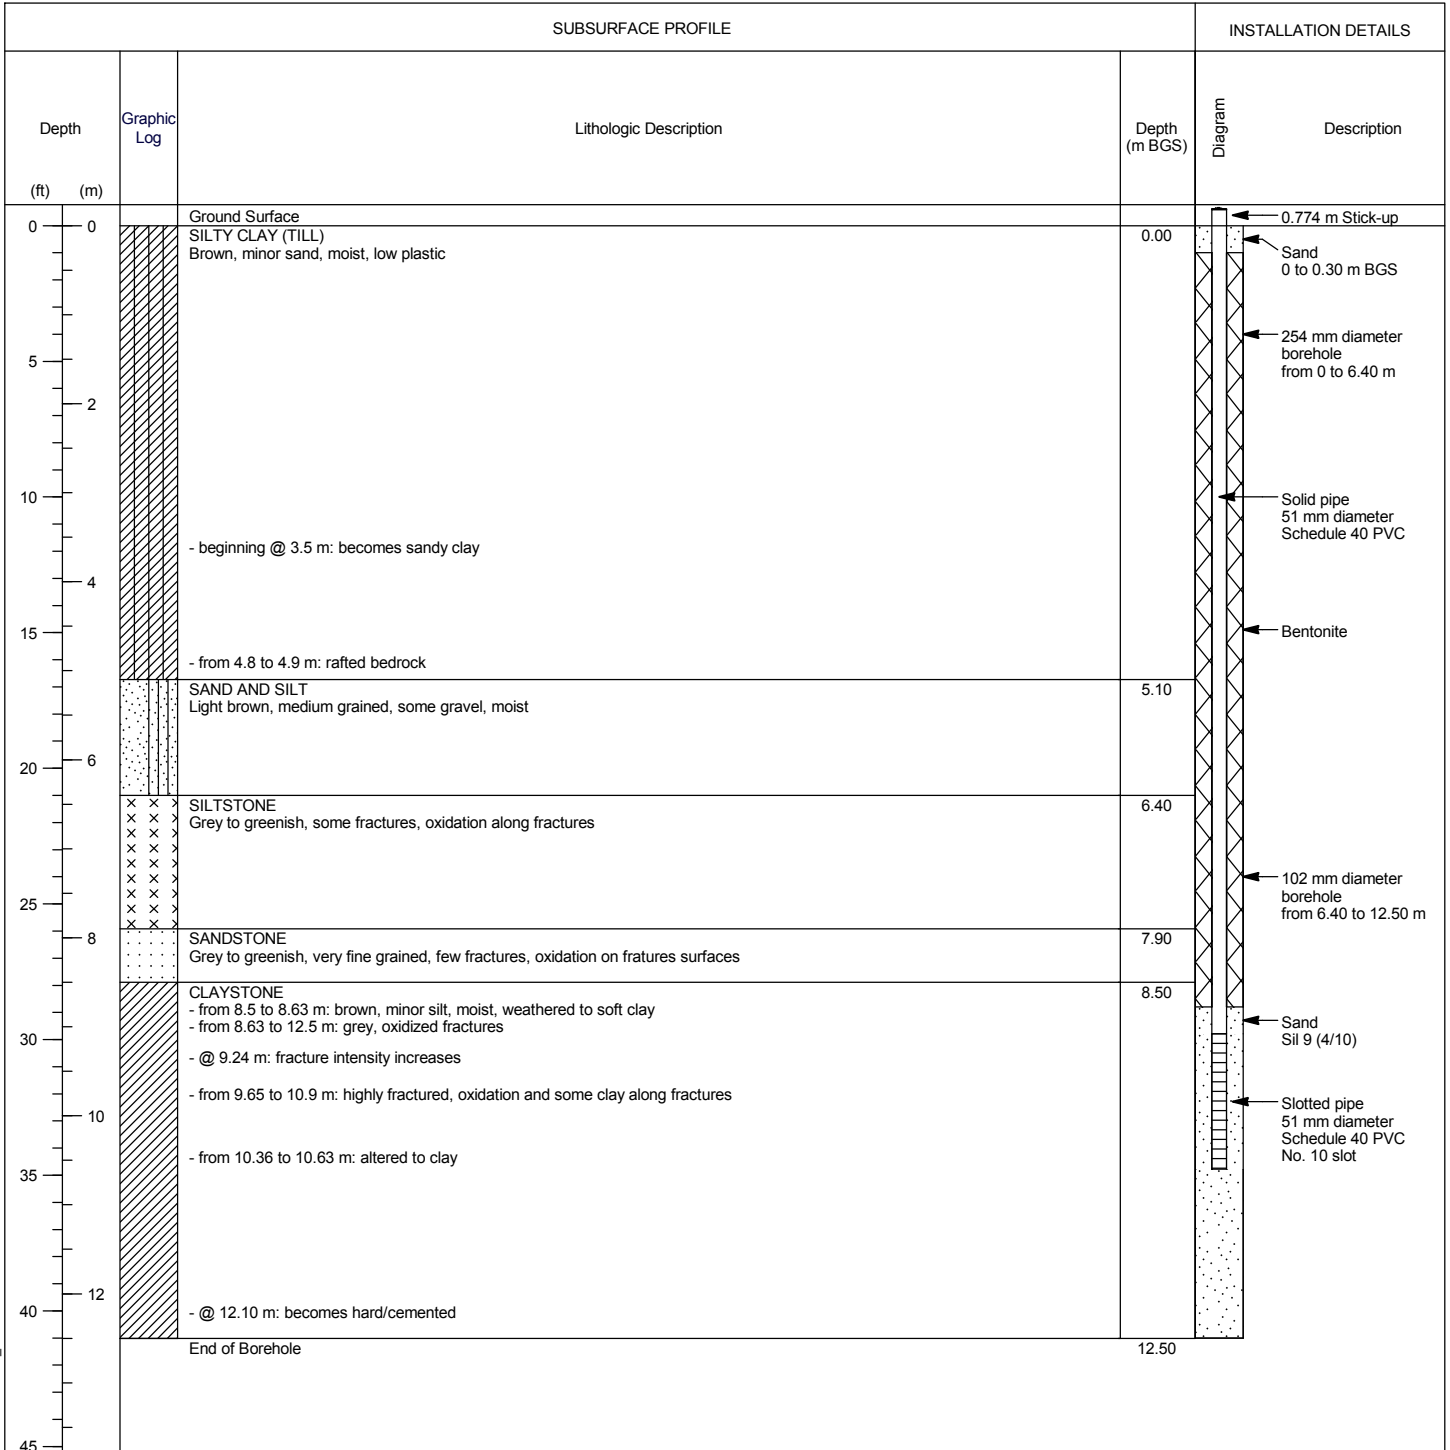 SUBSURFACE PROFILE
INSTALLATION DETAILS
Depth
Graphic
Log
Lithologic Description
Depth
(m BGS)
Diagram
Description
(ft)
(m)
Ground Surface
0.774 m Stick-up
0
0
SILTY CLAY (TILL)
0.00
Brown, minor sand, moist, low plastic
Sand
0 to 0.30 m BGS
254 mm diameter
borehole
from 0 to 6.40 m
5
2
10
Solid pipe
51 mm diameter
Schedule 40 PVC
- beginning @ 3.5 m: becomes sandy clay
4
15
Bentonite
- from 4.8 to 4.9 m: rafted bedrock
SAND AND SILT
5.10
Light brown, medium grained, some gravel, moist
6
20
SILTSTONE
6.40
Grey to greenish, some fractures, oxidation along fractures
102 mm diameter
borehole
from 6.40 to 12.50 m
25
8
SANDSTONE
7.90
Grey to greenish, very fine grained, few fractures, oxidation on fratures surfaces
CLAYSTONE
8.50
- from 8.5 to 8.63 m: brown, minor silt, moist, weathered to soft clay
- from 8.63 to 12.5 m: grey, oxidized fractures
Sand
Sil 9 (4/10)
30
- @ 9.24 m: fracture intensity increases
- from 9.65 to 10.9 m: highly fractured, oxidation and some clay along fractures
10
Slotted pipe
51 mm diameter
Schedule 40 PVC
No. 10 slot
- from 10.36 to 10.63 m: altered to clay
35
12
40
- @ 12.10 m: becomes hard/cemented
End of Borehole
12.50
45